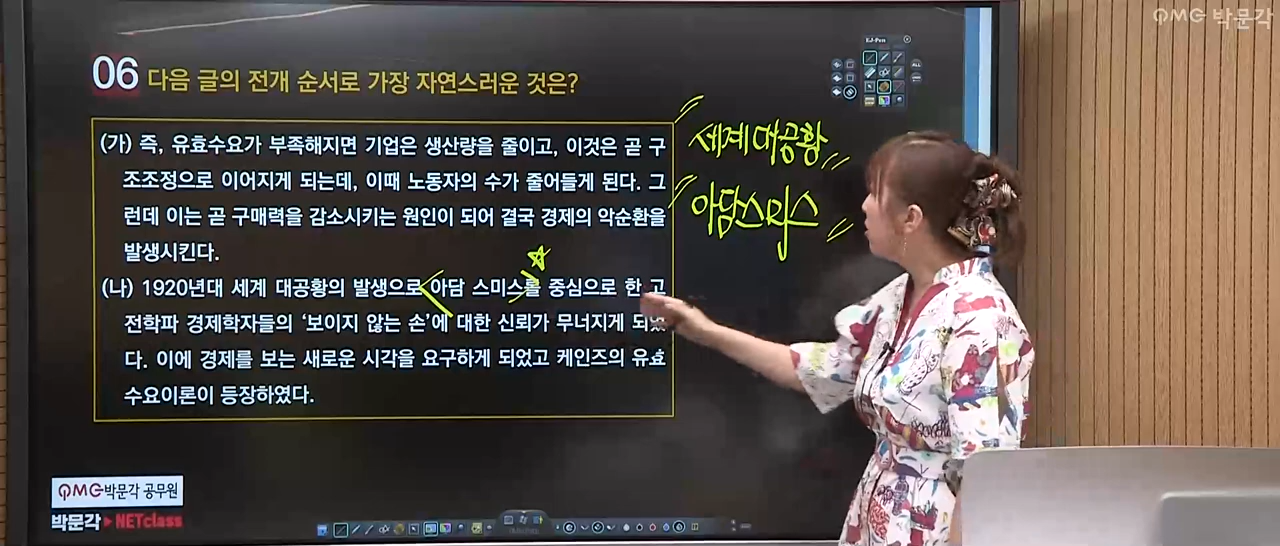 QMG 박문각
EJ-Pen
ALL
06 다음 글의 전개 순서로 가장 자연스러운 것은?
(가) 즉, 유효수요가 부족해지면 기업은 생산량을 줄이고, 이것은 곧 구
조조정으로 이어지게 되는데, 이때 노동자의 수가 줄어들게 된다. 그
런데 이는 곧 구매력을 감소시키는 원인이 되어 결국 경제의 악순환을
발생시킨다.
(나) 1920년대 세계 대공황의 발생으로 아담 스미스를 중심으로 한 고
전학파 경제학자들의 ‘보이지 않는 손’에 대한 신뢰가 무너지게 되었
다. 이에 경제를 보는 새로운 시각을 요구하게 되었고 케인즈의 유효
수요이론이 등장하였다.
세계대공황
아담스미스
QMG박문각 공무원
박문각 NETclass